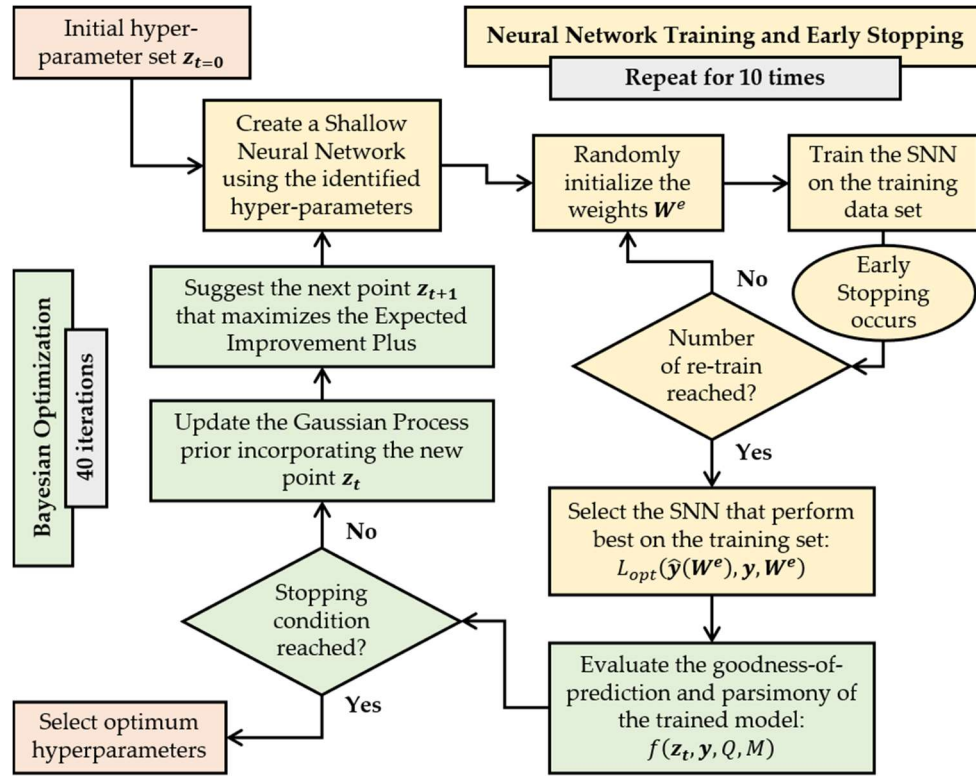 Initial hyper-
parameter set z_{t=0}
Neural Network Training and Early Stopping
Repeat for 10 times
Create a Shallow
Neural Network
using the identified
hyper-parameters
Randomly
initialize the
weights W^e
Train the SNN
on the training
data set
Early
Stopping
occurs
No
Number
of re-train
reached?
Yes
Suggest the next point z_{t+1}
that maximizes the Expected
Improvement Plus
Bayesian Optimization
40 iterations
Update the Gaussian Process
prior incorporating the new
point z_t
No
Select the SNN that perform
best on the training set:
L_{opt}(ŷ(W^e), y, W^e)
Stopping
condition
reached?
Yes
Evaluate the goodness-of-
prediction and parsimony of
the trained model:
f(z_t, y, Q, M)
Select optimum
hyperparameters